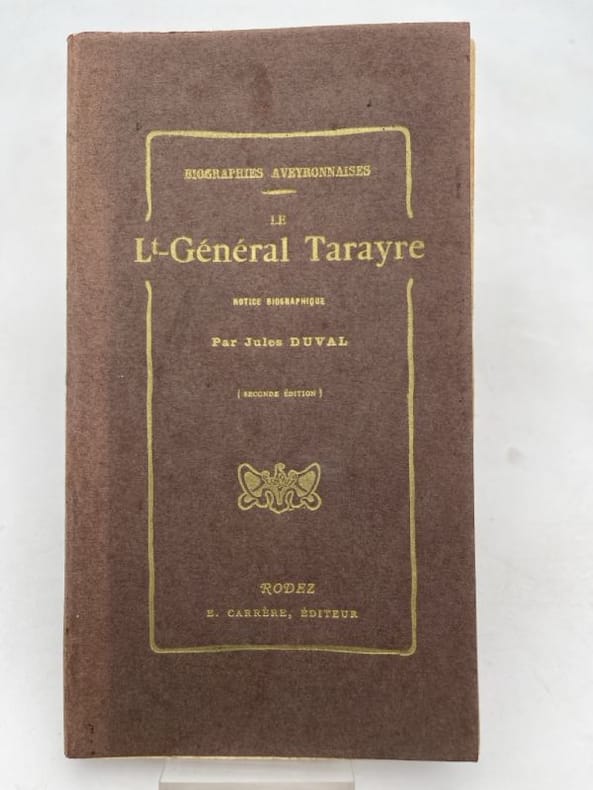 BIOGRAPHIES AVEYRONNAISES
LE
Lt-Général Tarayre
NOTICE BIOGRAPHIQUE
Par Jules DUVAL
( SECONDE ÉDITION )
RODEZ
E. CARRÈRE, ÉDITEUR